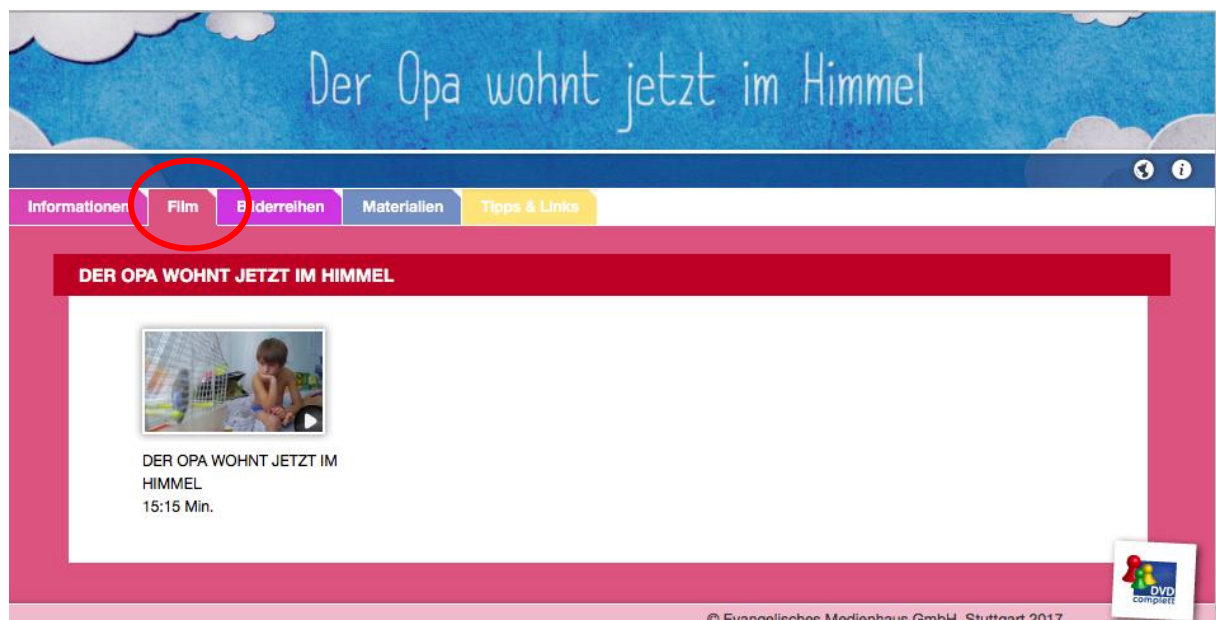 Der Opa wohnt jetzt im Himmel
i
Informationen Film Bilderreihen Materialien Tipps & Links
DER OPA WOHNT JETZT IM HIMMEL
DER OPA WOHNT JETZT IM
HIMMEL
15:15 Min.
DVD
complett
© Evangelisches Medienhaus GmbH, Stuttgart 2017